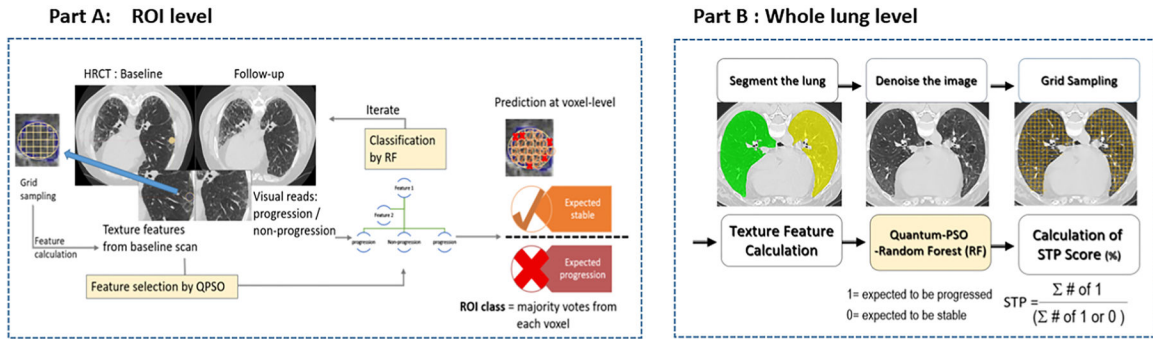 Part A: ROI level
HRCT : Baseline
Follow-up
Iterate
Classification
by RF
Prediction at voxel-level
Grid
sampling
Visual reads:
progression /
non-progression
Feature
calculation
Texture features
from baseline scan
Feature selection by QPSO
Feature 1
Feature 2
progression
Non-progression
progression
Expected
stable
Expected
progression
ROI class = majority votes from
each voxel
Part B : Whole lung level
Segment the lung
Denoise the image
Grid Sampling
Texture Feature
Calculation
Quantum-PSO
-Random Forest (RF)
Calculation of
STP Score (%)
1= expected to be progressed
0= expected to be stable
STP = Σ # of 1
(Σ # of 1 or 0 )